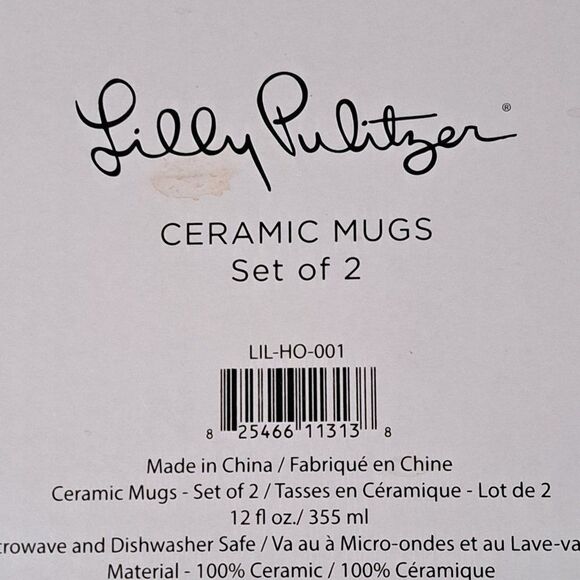 Lilly Pulitzer®
CERAMIC MUGS
Set of 2
LIL-HO-001
8 25466 11313 8
Made in China / Fabriqué en Chine
Ceramic Mugs - Set of 2 / Tasses en Céramique - Lot de 2
12 fl oz./ 355 ml
and Dishwasher Safe / Va au à Micro-ondes et au
Material - 100% Ceramic / 100% Céramique